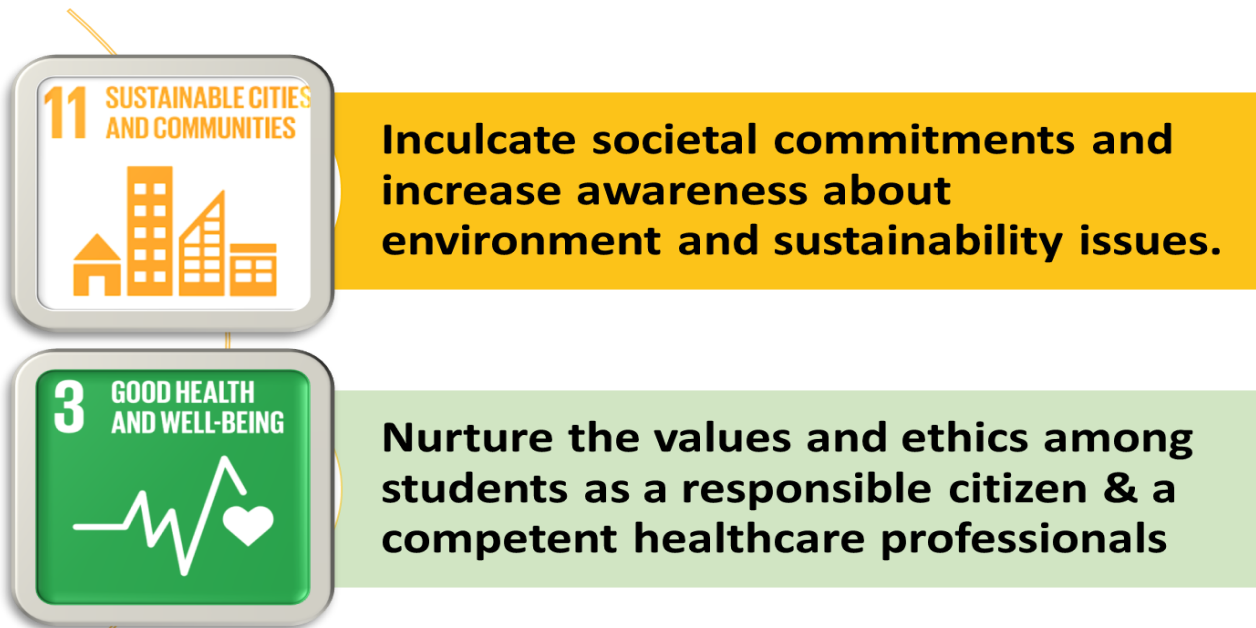 11 SUSTAINABLE CITIES
AND COMMUNITIES
Inculcate societal commitments and
increase awareness about
environment and sustainability issues.
3 GOOD HEALTH
AND WELL-BEING
Nurture the values and ethics among
students as a responsible citizen & a
competent healthcare professionals